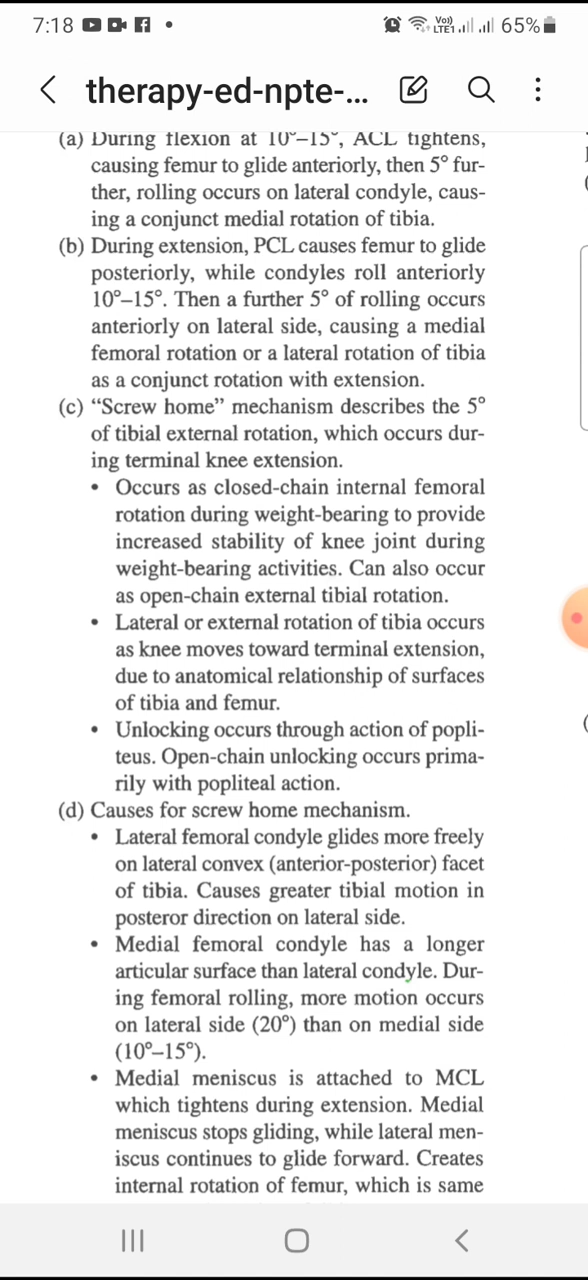 7:18
Vo)) LTE1 65%
therapy-ed-npte-...
(a) During flexion at 10°–15°, ACL tightens,
causing femur to glide anteriorly, then 5° fur-
ther, rolling occurs on lateral condyle, caus-
ing a conjunct medial rotation of tibia.
(b) During extension, PCL causes femur to glide
posteriorly, while condyles roll anteriorly
10°–15°. Then a further 5° of rolling occurs
anteriorly on lateral side, causing a medial
femoral rotation or a lateral rotation of tibia
as a conjunct rotation with extension.
(c) “Screw home” mechanism describes the 5°
of tibial external rotation, which occurs dur-
ing terminal knee extension.
• Occurs as closed-chain internal femoral
rotation during weight-bearing to provide
increased stability of knee joint during
weight-bearing activities. Can also occur
as open-chain external tibial rotation.
• Lateral or external rotation of tibia occurs
as knee moves toward terminal extension,
due to anatomical relationship of surfaces
of tibia and femur.
• Unlocking occurs through action of popli-
teus. Open-chain unlocking occurs prima-
rily with popliteal action.
(d) Causes for screw home mechanism.
• Lateral femoral condyle glides more freely
on lateral convex (anterior-posterior) facet
of tibia. Causes greater tibial motion in
posteror direction on lateral side.
• Medial femoral condyle has a longer
articular surface than lateral condyle. Dur-
ing femoral rolling, more motion occurs
on lateral side (20°) than on medial side
(10°–15°).
• Medial meniscus is attached to MCL
which tightens during extension. Medial
meniscus stops gliding, while lateral men-
iscus continues to glide forward. Creates
internal rotation of femur, which is same